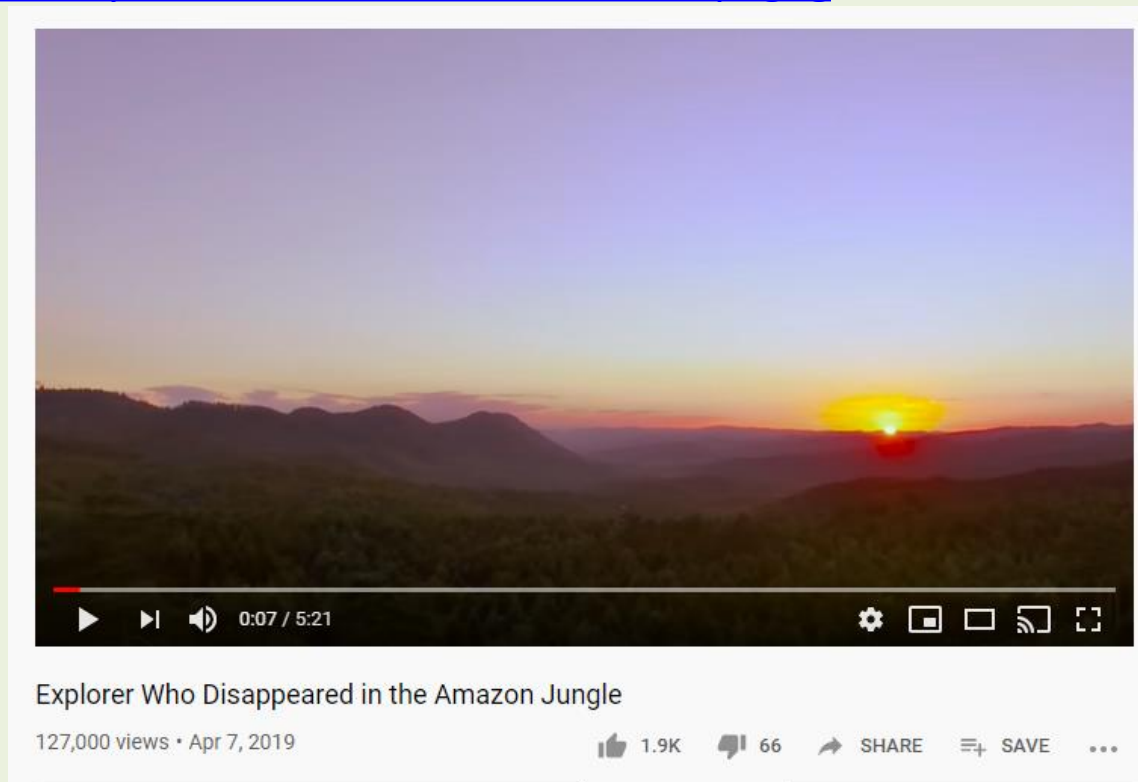 0:07 / 5:21
Explorer Who Disappeared in the Amazon Jungle
127,000 views • Apr 7, 2019
1.9K 66 SHARE SAVE